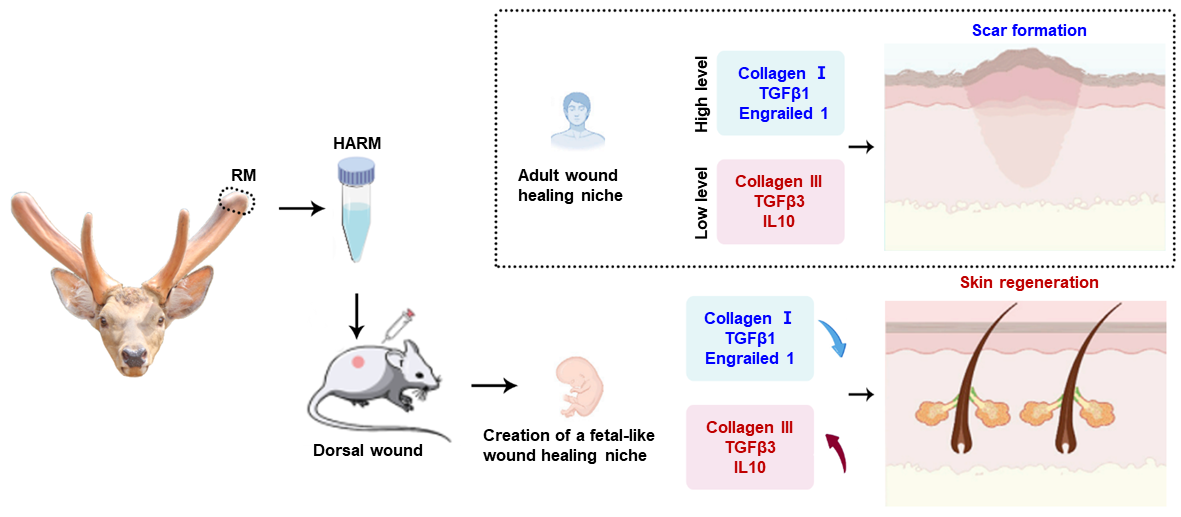 Scar formation
High level
Collagen I
TGFβ1
Engrailed 1
Adult wound
healing niche
Low level
Collagen III
TGFβ3
IL10
RM
HARM
Dorsal wound
Creation of a fetal-like
wound healing niche
Skin regeneration
Collagen I
TGFβ1
Engrailed 1
Collagen III
TGFβ3
IL10